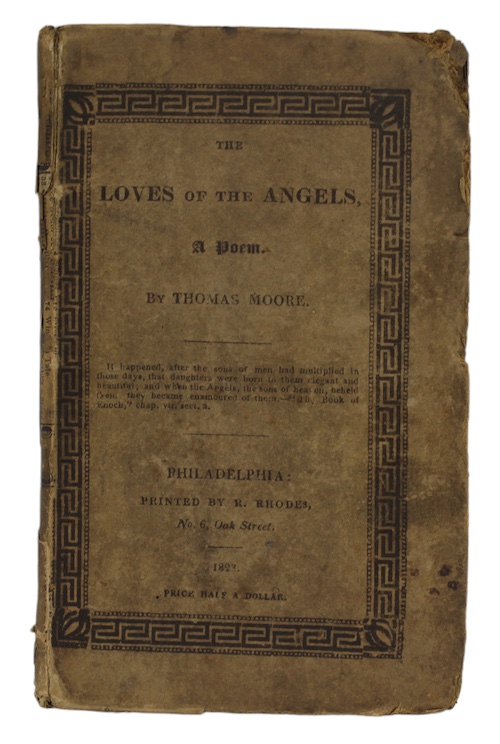 THE
LOVES OF THE ANGELS,
A Poem.
BY THOMAS MOORE.
It happened, after the sons of men had multiplied in
those days, that daughters were born to them elegant and
beautiful; and when the Angels, the sons of heaven, beheld
them, they became enamoured of them.— Book of
Enoch," chap. vii. sect,
PHILADELPHIA:
PRINTED BY R. RHODES,
No. 6, Oak Street.
PRICE HALF A DOLLAR.